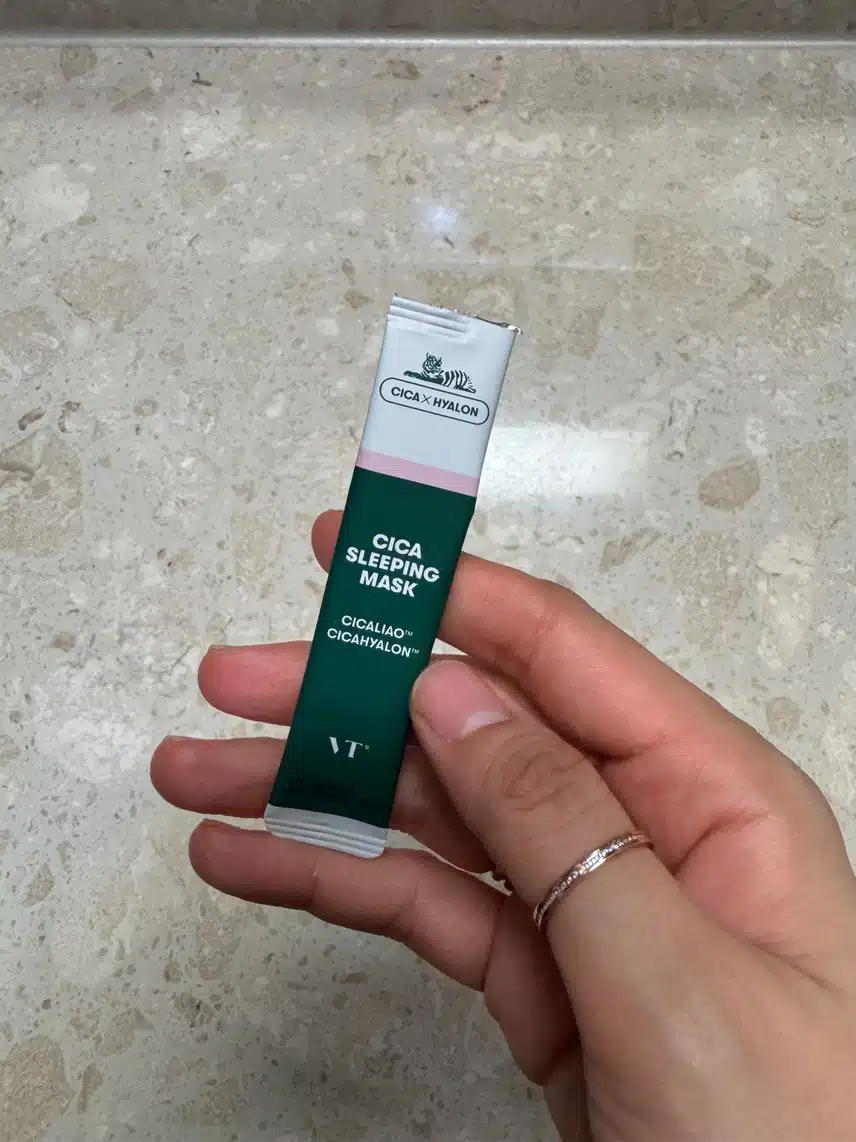 CICA×HYALON
CICA
SLEEPING
MASK
CICALIAO™
CICAHYALON™
VT®